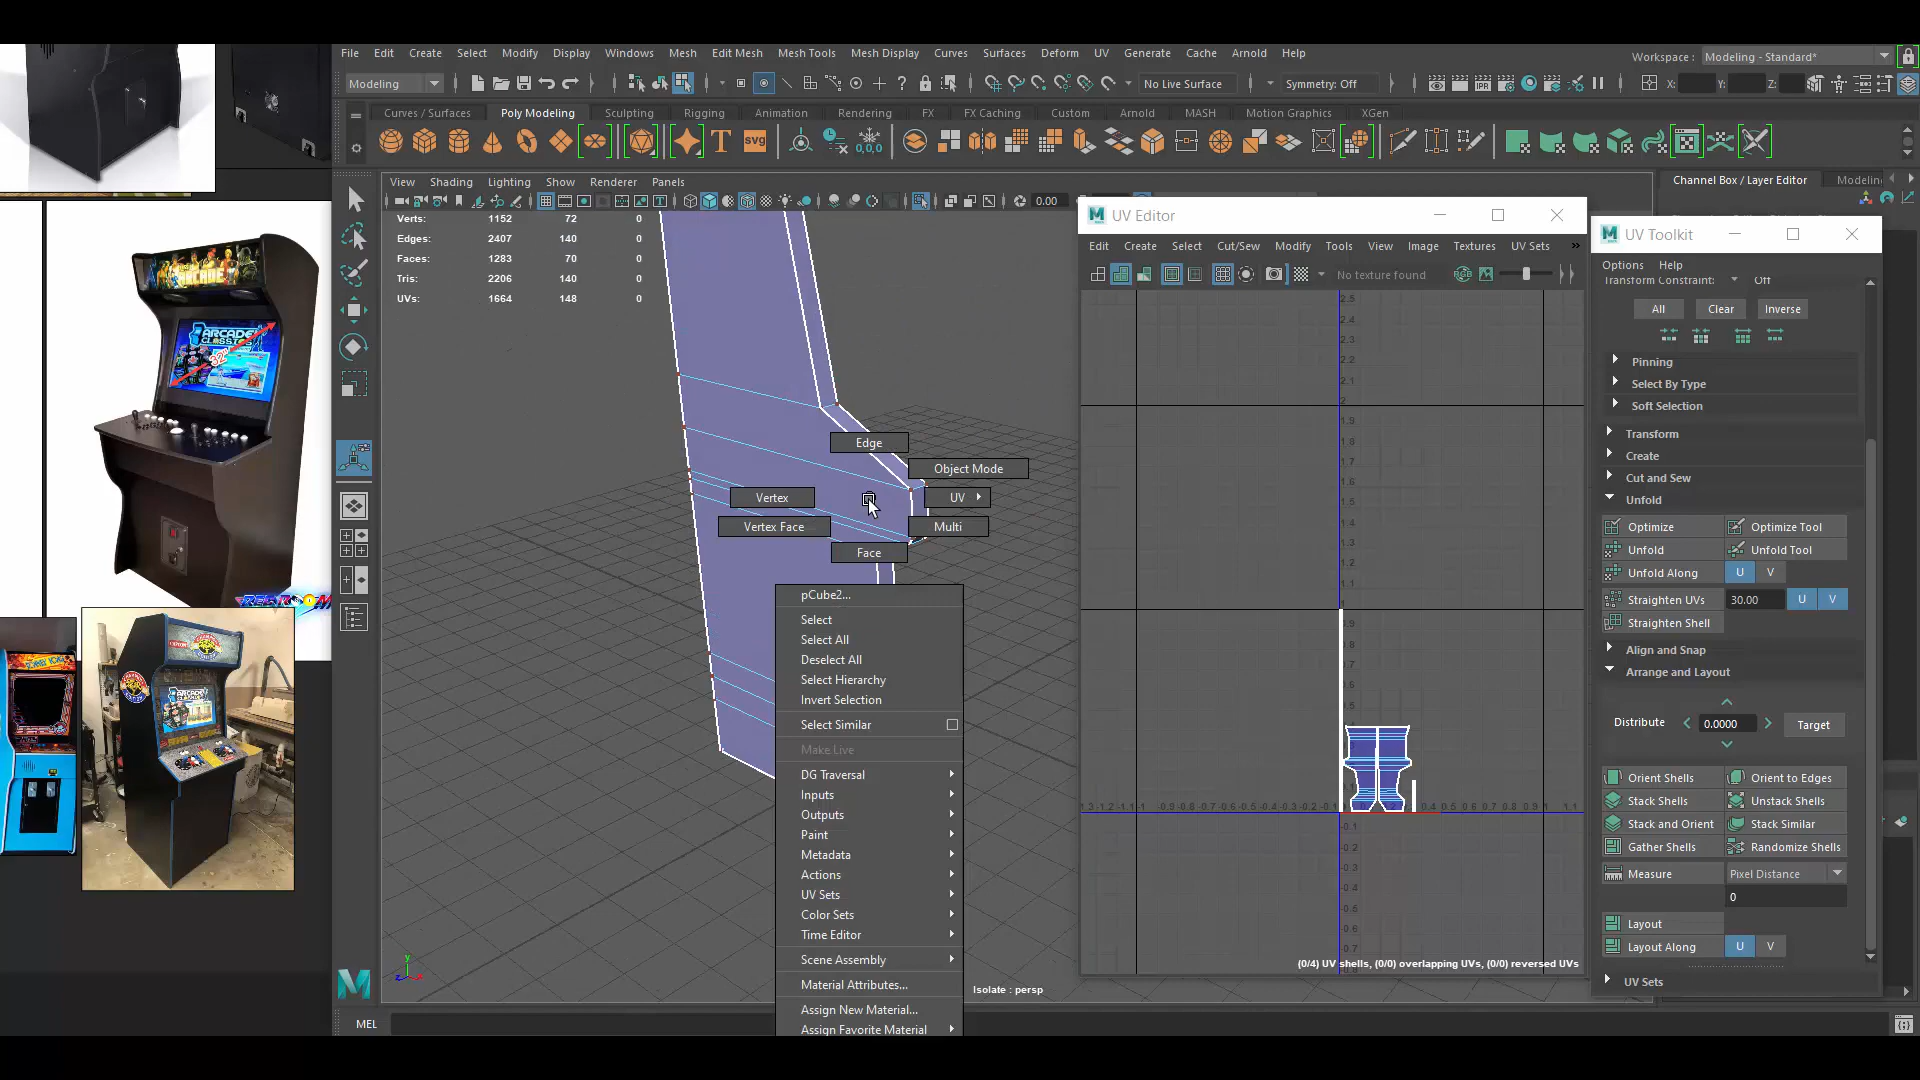 File Edit Create Select Modify Display Windows Mesh Edit Mesh Mesh Tools Mesh Display Curves Surfaces Deform UV Generate Cache Arnold Help
Workspace : Modeling - Standard*
Modeling
No Live Surface
Symmetry: Off
X:
Y:
Z:
Curves / Surfaces Poly Modeling Sculpting Rigging Animation Rendering FX FX Caching Custom Arnold MASH Motion Graphics XGen
svg
0,0,0
View Shading Lighting Show Renderer Panels
0.00
Channel Box / Layer Editor
Verts: 1152 72 0
Edges: 2407 140 0
Faces: 1283 70 0
Tris: 2206 140 0
UVs: 1664 148 0
UV Editor
Edit Create Select Cut/Sew Modify Tools View Image Textures UV Sets
No texture found
UV Toolkit
Options Help
Transform Constraint: Off
All Clear Inverse
Pinning
Select By Type
Soft Selection
Transform
Create
Cut and Sew
Unfold
Optimize Optimize Tool
Unfold Unfold Tool
Unfold Along U V
Straighten UVs 30.00 U V
Straighten Shell
Align and Snap
Arrange and Layout
Distribute 0.0000 Target
Orient Shells Orient to Edges
Stack Shells Unstack Shells
Stack and Orient Stack Similar
Gather Shells Randomize Shells
Measure Pixel Distance
0
Layout
Layout Along U V
UV Sets
Edge
Object Mode
Vertex
UV
Vertex Face
Multi
Face
pCube2...
Select
Select All
Deselect All
Select Hierarchy
Invert Selection
Select Similar
Make Live
DG Traversal
Inputs
Outputs
Paint
Metadata
Actions
UV Sets
Color Sets
Time Editor
Scene Assembly
Material Attributes...
Assign New Material...
Assign Favorite Material
(0/4) UV shells, (0/0) overlapping UVs, (0/0) reversed UVs
Isolate : persp
MEL
ARCADE
ARCADE
CLASSICS
32"